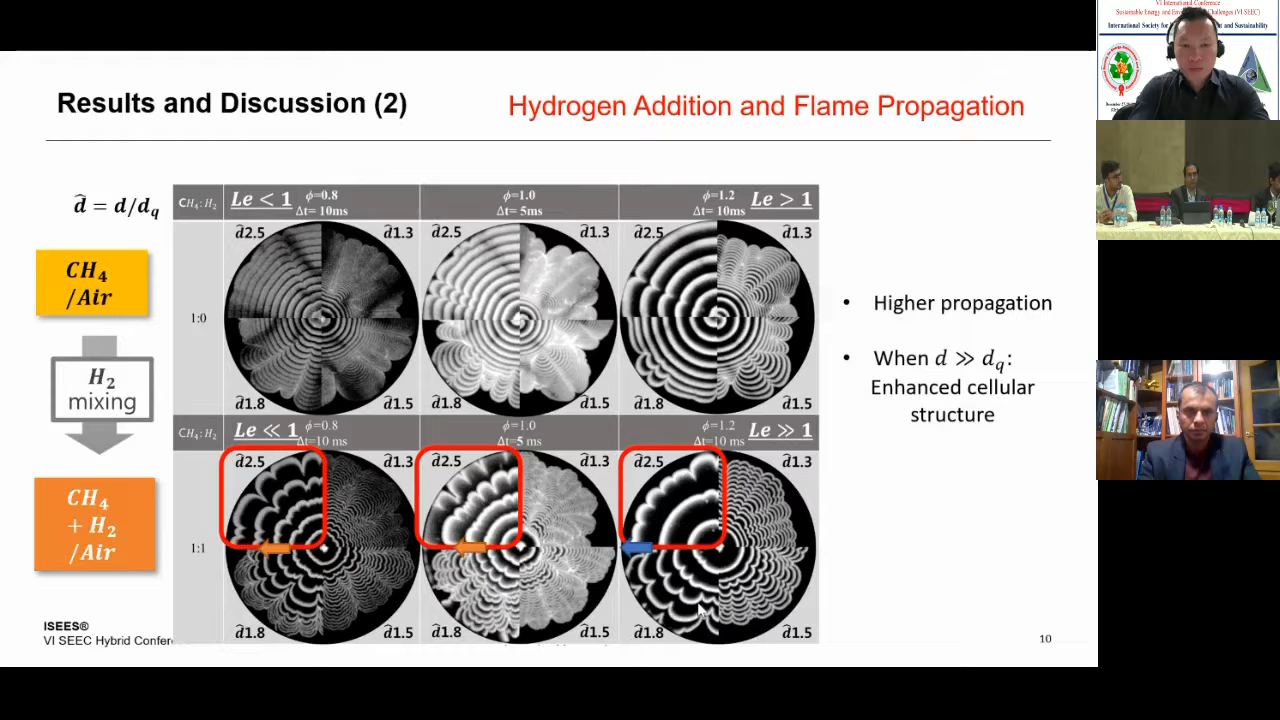 Results and Discussion (2)
Hydrogen Addition and Flame Propagation
d̂ = d/d_q
CH₄
/Air
H₂
mixing
CH₄
+ H₂
/Air
CH₄: H₂
Le < 1
ϕ=0.8
Δt= 10ms
ϕ=1.0
Δt= 5ms
ϕ=1.2
Δt= 10ms
Le > 1
1:0
d̂2.5
d̂1.3
d̂1.8
d̂1.5
d̂2.5
d̂1.3
d̂1.8
d̂1.5
d̂2.5
d̂1.3
d̂1.8
d̂1.5
CH₄: H₂
Le ≪ 1
ϕ=0.8
Δt=10 ms
ϕ=1.0
Δt=5 ms
ϕ=1.2
Δt=10 ms
Le ≫ 1
1:1
d̂2.5
d̂1.3
d̂1.8
d̂1.5
d̂2.5
d̂1.3
d̂1.8
d̂1.5
d̂2.5
d̂1.3
d̂1.8
d̂1.5
• Higher propagation
• When d ≫ d_q:
Enhanced cellular
structure
ISEES®
VI SEEC Hybrid
10
VI International Conference
Sustainable Energy and
Challenges (VI SEEC)
International Society for
and Sustainability